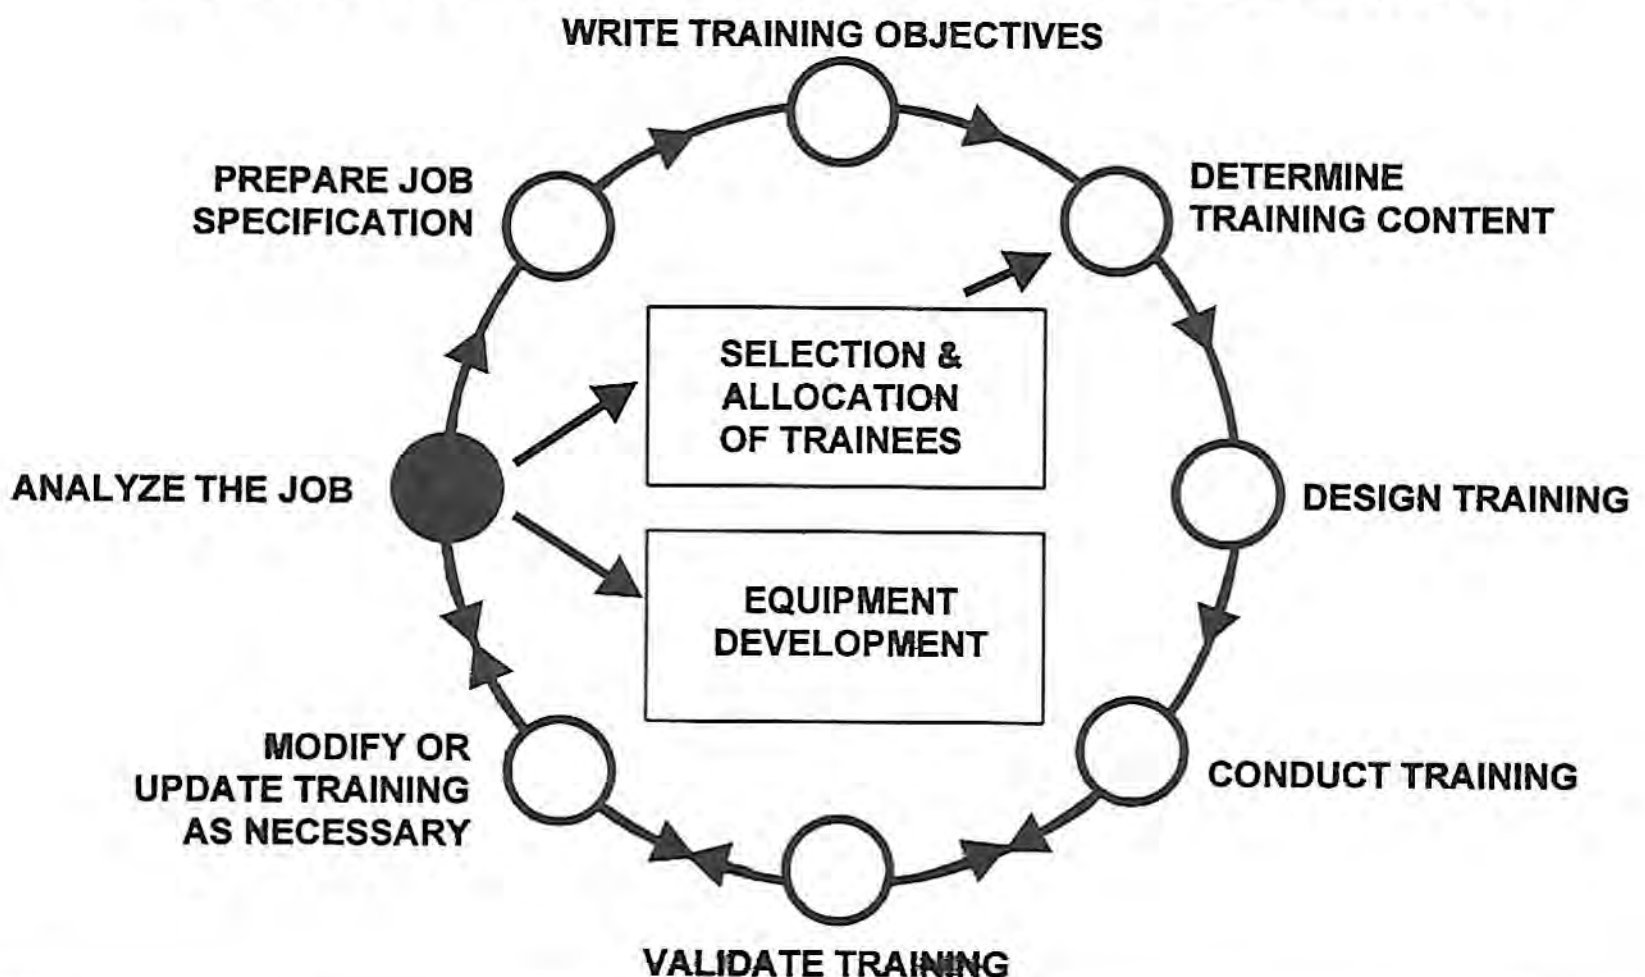 WRITE TRAINING OBJECTIVES
PREPARE JOB
SPECIFICATION
DETERMINE
TRAINING CONTENT
SELECTION &
ALLOCATION
OF TRAINEES
ANALYZE THE JOB
DESIGN TRAINING
EQUIPMENT
DEVELOPMENT
MODIFY OR
UPDATE TRAINING
AS NECESSARY
CONDUCT TRAINING
VALIDATE TRAINING